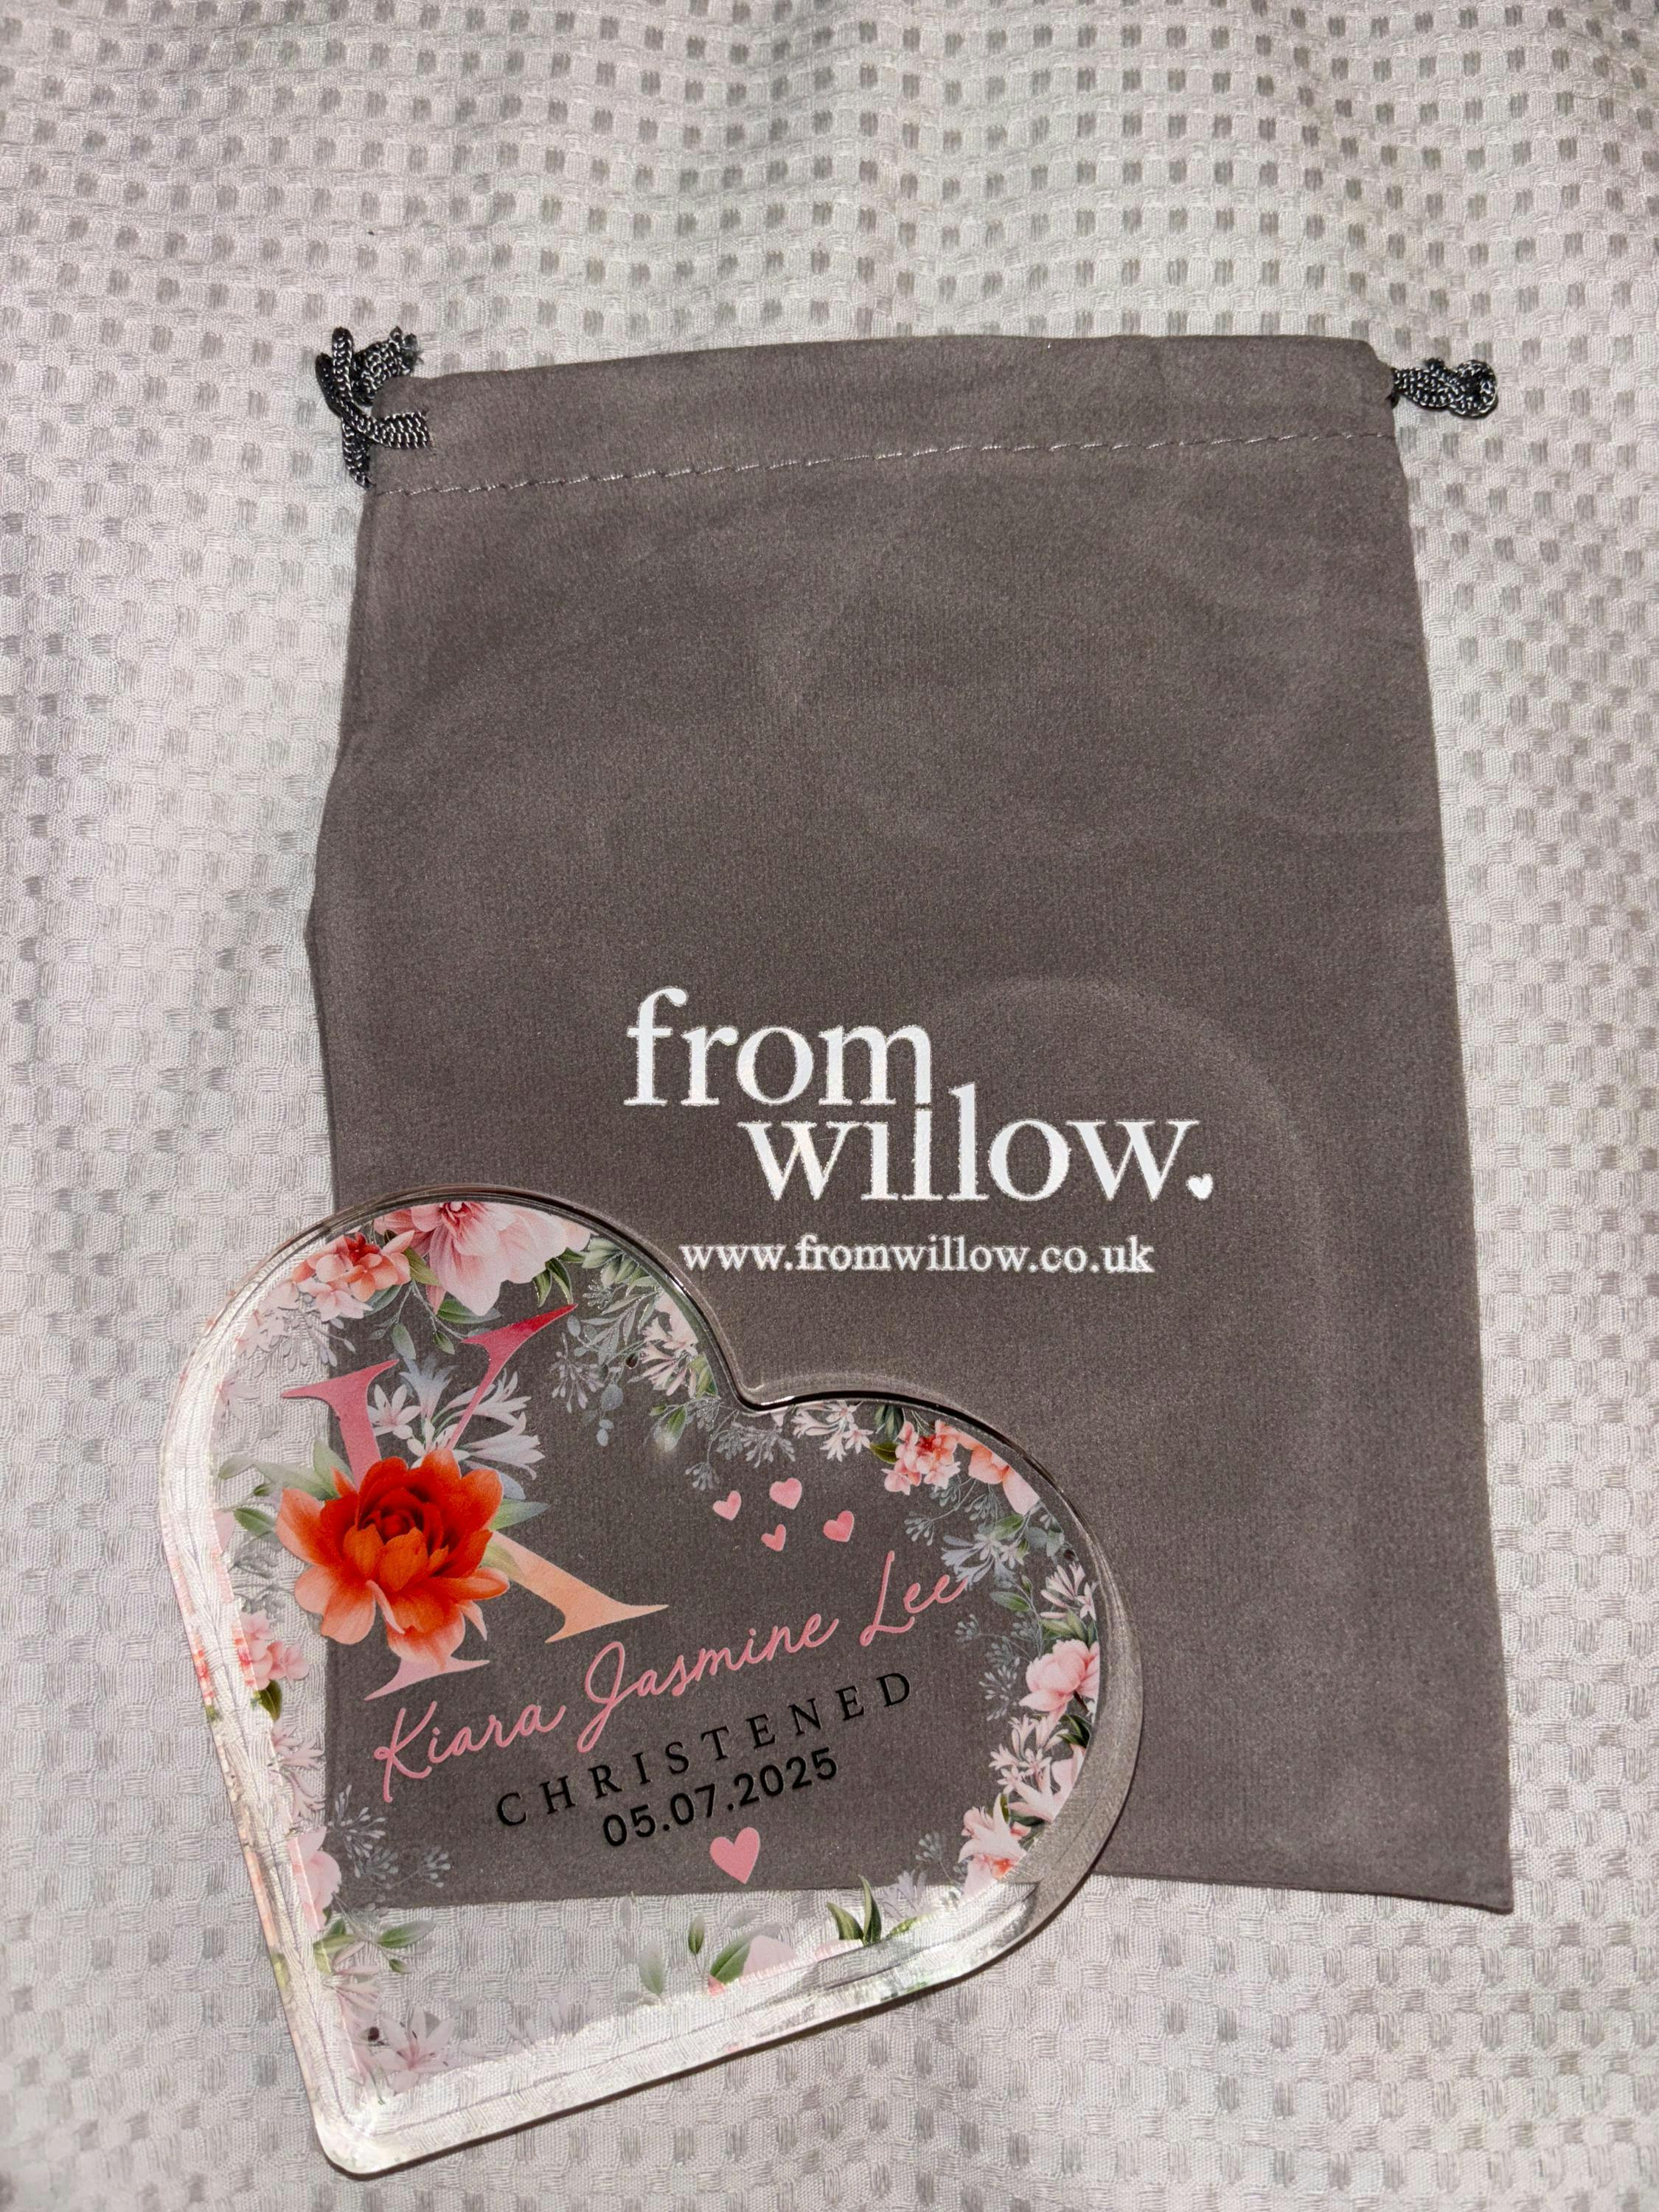 from
willow.
www.fromwillow.co.uk
K
Kiara Jasmine Lee
CHRISTENED
05.07.2025